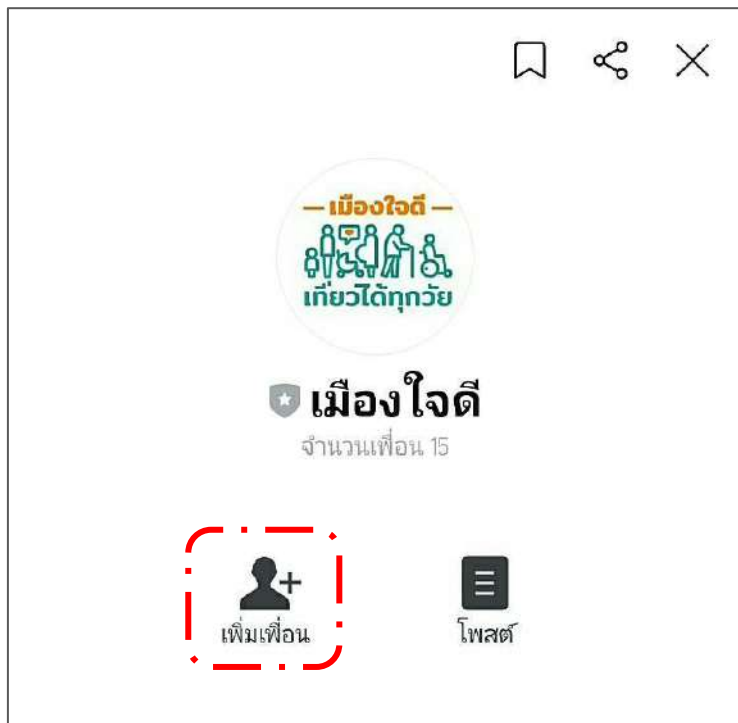 — เมืองใจดี —
เที่ยวได้ทุกวัย
เมืองใจดี
จำนวนเพื่อน 15
เพิ่มเพื่อน
โพสต์